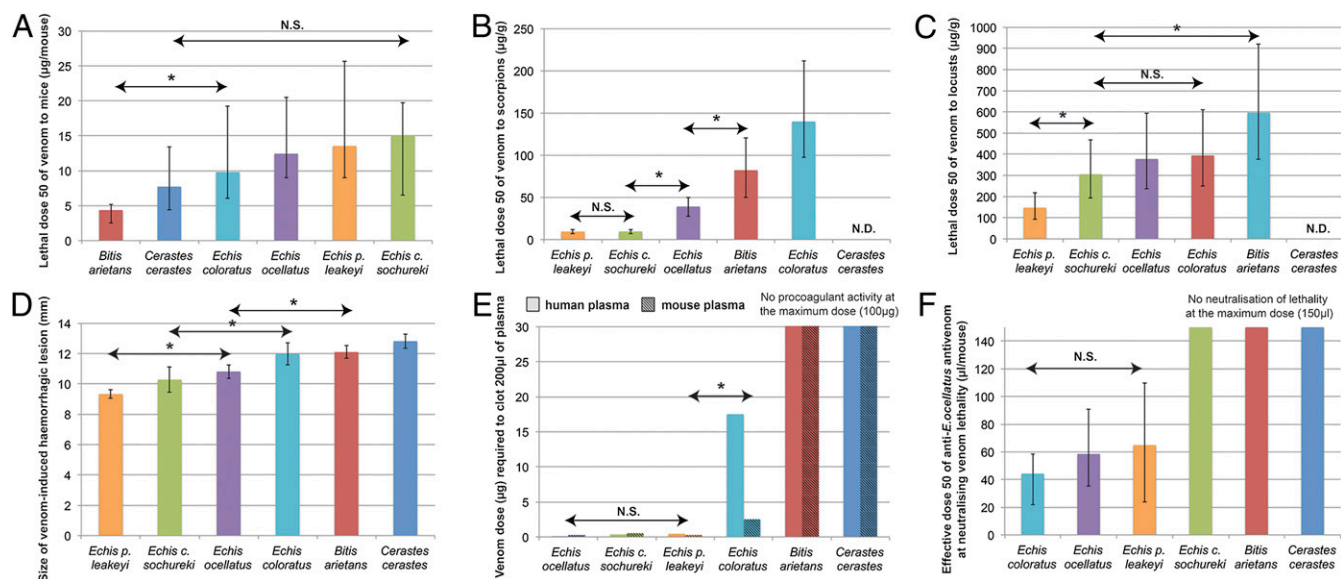 A
Lethal dose 50 of venom to mice (µg/mouse)
30
25
20
15
10
5
0
N.S.
*
Bitis
arietans
Cerastes
cerastes
Echis
coloratus
Echis
ocellatus
Echis p.
leakeyi
Echis c.
sochureki
B
Lethal dose 50 of venom to scorpions (µg/g)
250
200
150
100
50
0
N.S.
*
*
N.D.
Echis p.
leakeyi
Echis c.
sochureki
Echis
ocellatus
Bitis
arietans
Echis
coloratus
Cerastes
cerastes
C
Lethal dose 50 of venom to locusts (µg/g)
1000
900
800
700
600
500
400
300
200
100
0
*
N.S.
*
N.D.
Echis p.
leakeyi
Echis c.
sochureki
Echis
ocellatus
Echis
coloratus
Bitis
arietans
Cerastes
cerastes
D
Size of venom-induced haemorrhagic lesion (mm)
14
12
10
8
6
4
2
0
*
*
*
Echis p.
leakeyi
Echis c.
sochureki
Echis
ocellatus
Echis
coloratus
Bitis
arietans
Cerastes
cerastes
E
Venom dose (µg) required to clot 200µl of plasma
human plasma
mouse plasma
No procoagulant activity at
the maximum dose (100µg)
30
25
20
15
10
5
0
N.S.
*
Echis
ocellatus
Echis c.
sochureki
Echis p.
leakeyi
Echis
coloratus
Bitis
arietans
Cerastes
cerastes
F
Effective dose 50 of anti-E.ocellatus antivenom
at neutralising venom lethality (µl/mouse)
No neutralisation of lethality
at the maximum dose (150µl)
140
120
100
80
60
40
20
0
N.S.
Echis
coloratus
Echis
ocellatus
Echis p.
leakeyi
Echis c.
sochureki
Bitis
arietans
Cerastes
cerastes